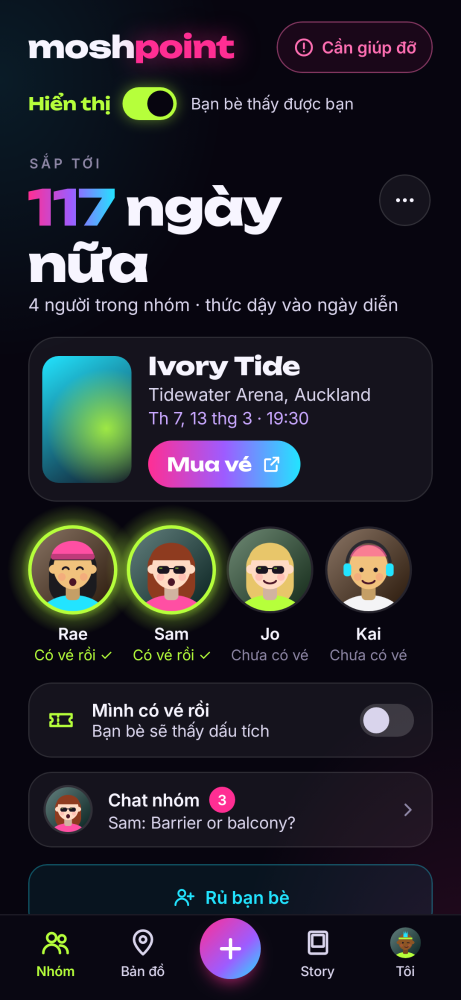 moshpoint
Cần giúp đỡ
Hiển thị
Bạn bè thấy được bạn
SẮP TỚI
117 ngày
nữa
4 người trong nhóm · thức dậy vào ngày diễn
Ivory Tide
Tidewater Arena, Auckland
Th 7, 13 thg 3 · 19:30
Mua vé
Rae
Sam
Jo
Kai
Có vé rồi ✓
Có vé rồi ✓
Chưa có vé
Chưa có vé
Mình có vé rồi
Bạn bè sẽ thấy dấu tích
Chat nhóm 3
Sam: Barrier or balcony?
Rủ bạn bè
Nhóm
Bản đồ
Story
Tôi